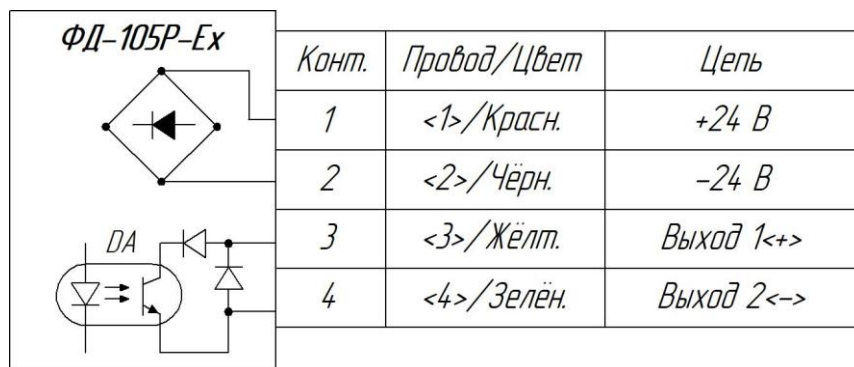 ФД-105Р-Ex
Конт. Провод/Цвет Цепь
1 <1>/Красн. +24 В
2 <2>/Чёрн. -24 В
DA
3 <3>/Жёлт. Выход 1<+>
4 <4>/Зелён. Выход 2<->